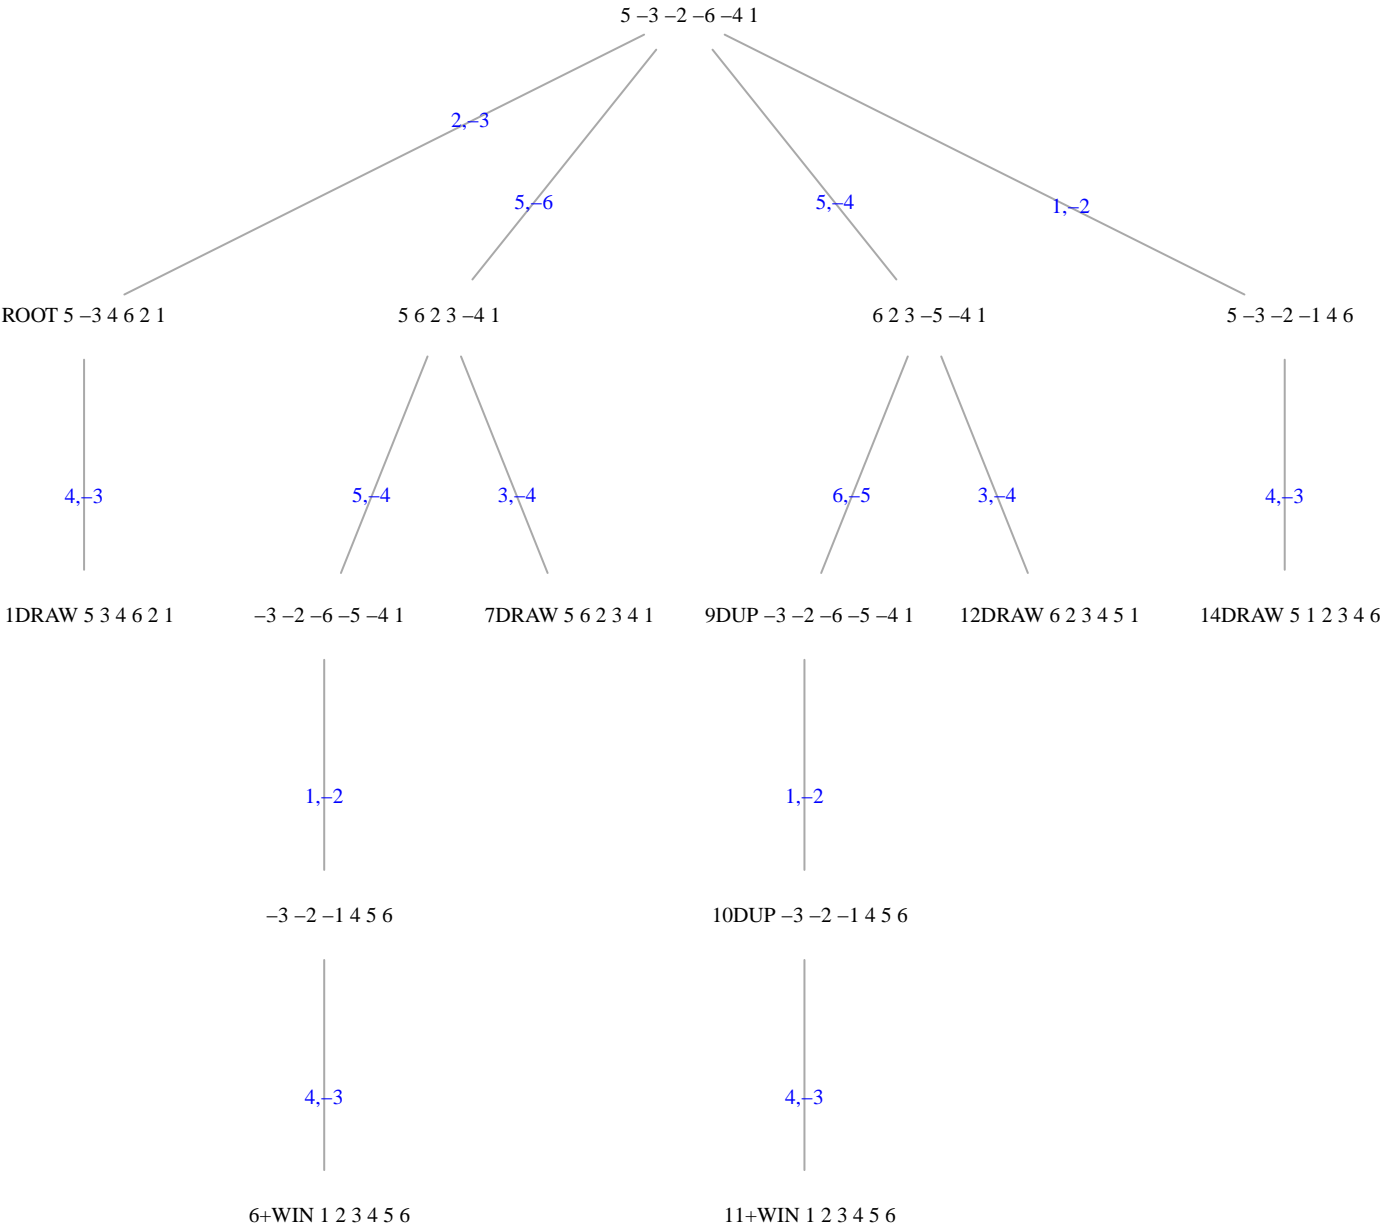 5 –3 –2 –6 –4 1
2,–3
5,–6
5,–4
1,–2
ROOT 5 –3 4 6 2 1
5 6 2 3 –4 1
6 2 3 –5 –4 1
5 –3 –2 –1 4 6
4,–3
5,–4
3,–4
6,–5
3,–4
4,–3
1DRAW 5 3 4 6 2 1
–3 –2 –6 –5 –4 1
7DRAW 5 6 2 3 4 1
9DUP –3 –2 –6 –5 –4 1
12DRAW 6 2 3 4 5 1
14DRAW 5 1 2 3 4 6
1,–2
1,–2
–3 –2 –1 4 5 6
10DUP –3 –2 –1 4 5 6
4,–3
4,–3
6+WIN 1 2 3 4 5 6
11+WIN 1 2 3 4 5 6